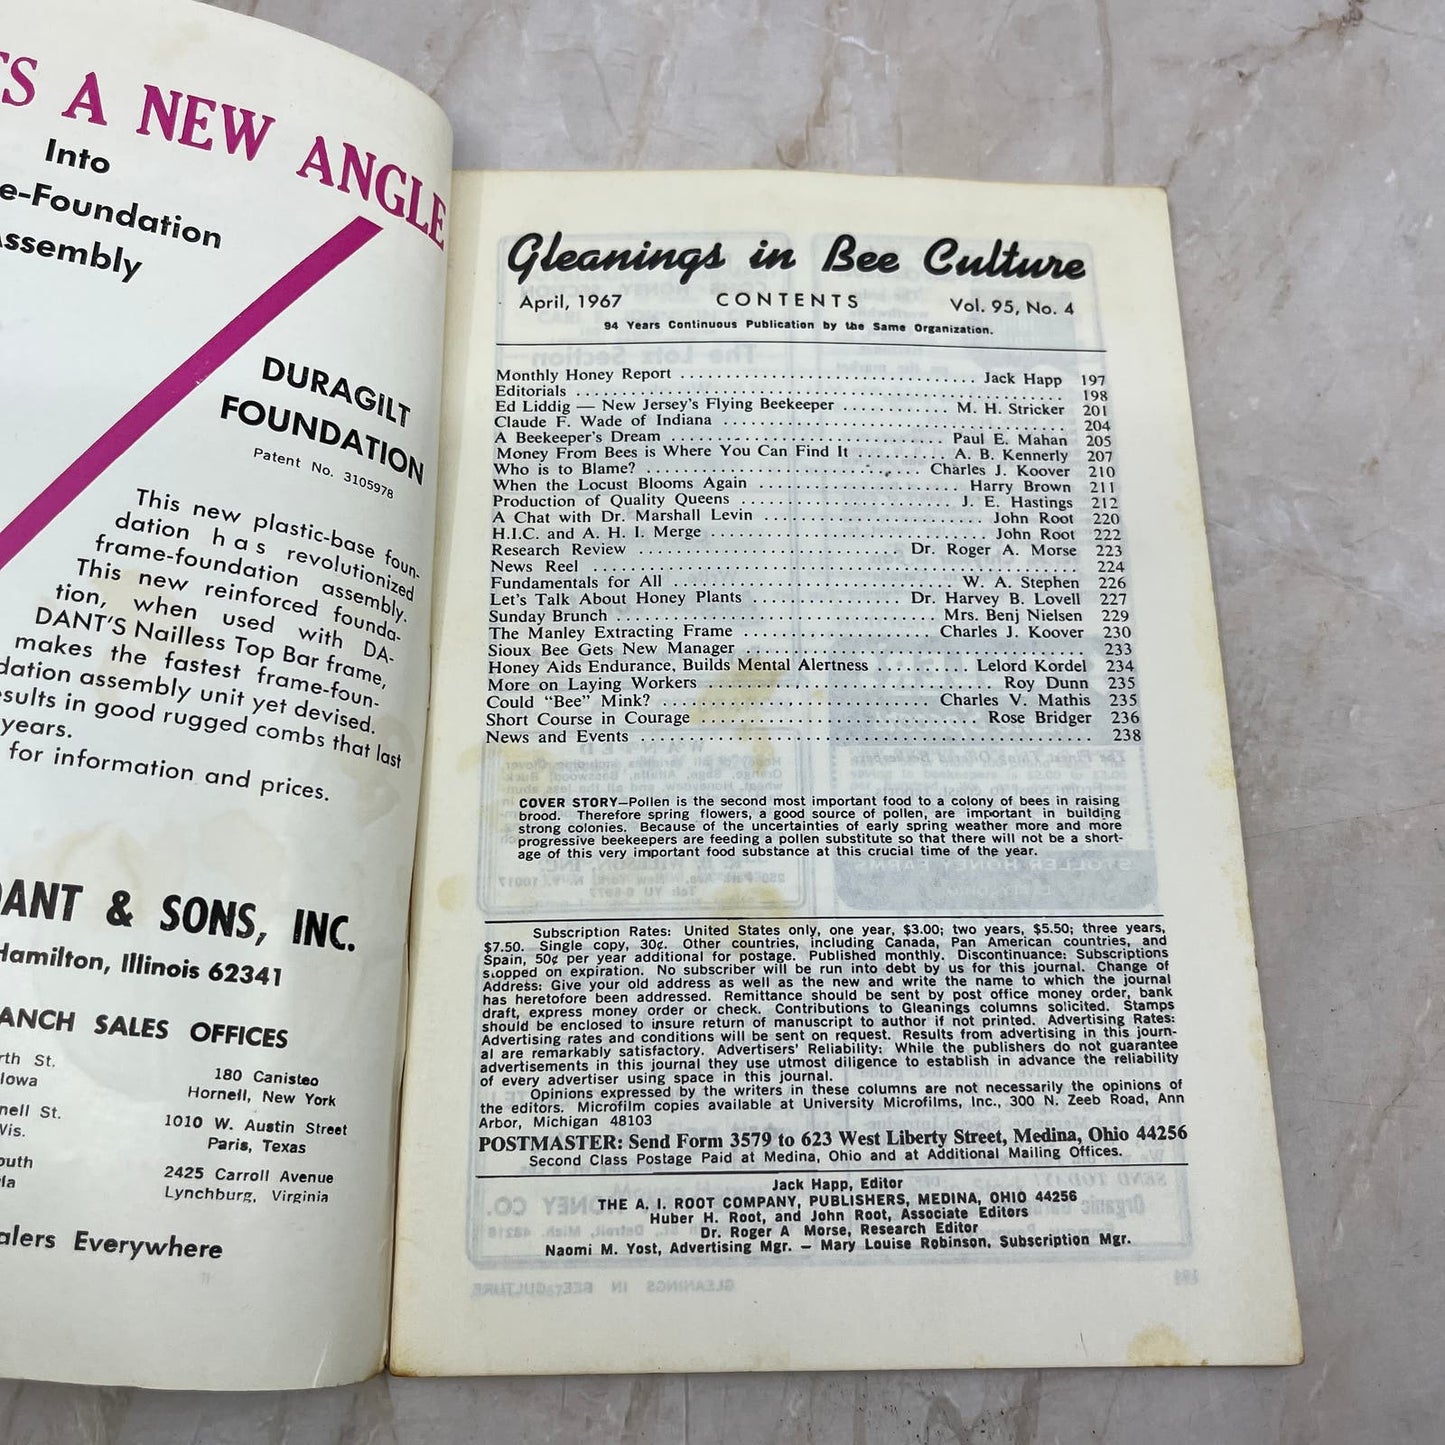 TS A NEW ANGLE
Into
e-Foundation
Assembly
DURAGILT
FOUNDATION
Patent No. 3105978
This new plastic-base foun-
dation has revolutionized
frame-foundation assembly.
This new reinforced founda-
tion, when used with DA-
DANT'S Nailless Top Bar frame,
makes the fastest frame-foun-
dation assembly unit yet devised.
esults in good rugged combs that last
years.
for information and prices.
DANT & SONS, INC.
Hamilton, Illinois 62341
ANCH SALES OFFICES
rth St.
Iowa
nell St.
Wis.
outh
la
180 Canisteo
Hornell, New York
1010 W. Austin Street
Paris, Texas
2425 Carroll Avenue
Lynchburg, Virginia
alers Everywhere
Gleanings in Bee Culture
April, 1967 CONTENTS Vol. 95, No. 4
94 Years Continuous Publication by the Same Organization.
Monthly Honey Report Jack Happ 197
Editorials 198
Ed Liddig — New Jersey's Flying Beekeeper M. H. Stricker 201
Claude F. Wade of Indiana 204
A Beekeeper's Dream Paul E. Mahan 205
Money From Bees is Where You Can Find It A. B. Kennerly 207
Who is to Blame? Charles J. Koover 210
When the Locust Blooms Again Harry Brown 211
Production of Quality Queens J. E. Hastings 212
A Chat with Dr. Marshall Levin John Root 220
H.I.C. and A. H. I. Merge John Root 222
Research Review Dr. Roger A. Morse 223
News Reel 224
Fundamentals for All W. A. Stephen 226
Let's Talk About Honey Plants Dr. Harvey B. Lovell 227
Sunday Brunch Mrs. Benj Nielsen 229
The Manley Extracting Frame Charles J. Koover 230
Sioux Bee Gets New Manager 233
Honey Aids Endurance, Builds Mental Alertness Lelord Kordel 234
More on Laying Workers Roy Dunn 235
Could "Bee" Mink? Charles V. Mathis 235
Short Course in Courage Rose Bridger 236
News and Events 238
COVER STORY—Pollen is the second most important food to a colony of bees in raising
brood. Therefore spring flowers, a good source of pollen, are important in building
strong colonies. Because of the uncertainties of early spring weather more and more
progressive beekeepers are feeding a pollen substitute so that there will not be a short-
age of this very important food substance at this crucial time of the year.
Subscription Rates: United States only, one year, $3.00; two years, $5.50; three years,
$7.50. Single copy, 30¢. Other countries, including Canada, Pan American countries, and
Spain, 50¢ per year additional for postage. Published monthly. Discontinuance: Subscriptions
stopped on expiration. No subscriber will be run into debt by us for this journal. Change of
Address: Give your old address as well as the new and write the name to which the journal
has heretofore been addressed. Remittance should be sent by post office money order, bank
draft, express money order or check. Contributions to Gleanings columns solicited. Stamps
should be enclosed to insure return of manuscript to author if not printed. Advertising Rates:
Advertising rates and conditions will be sent on request. Results from advertising in this journ-
al are remarkably satisfactory. Advertisers' Reliability: While the publishers do not guarantee
advertisements in this journal they use utmost diligence to establish in advance the reliability
of every advertiser using space in this journal.
Opinions expressed by the writers in these columns are not necessarily the opinions of
the editors. Microfilm copies available at University Microfilms, Inc., 300 N. Zeeb Road, Ann
Arbor, Michigan 48103
POSTMASTER: Send Form 3579 to 623 West Liberty Street, Medina, Ohio 44256
Second Class Postage Paid at Medina, Ohio and at Additional Mailing Offices.
Jack Happ, Editor
THE A. I. ROOT COMPANY, PUBLISHERS, MEDINA, OHIO 44256
Huber H. Root, and John Root, Associate Editors
Dr. Roger A Morse, Research Editor
Naomi M. Yost, Advertising Mgr. — Mary Louise Robinson, Subscription Mgr.